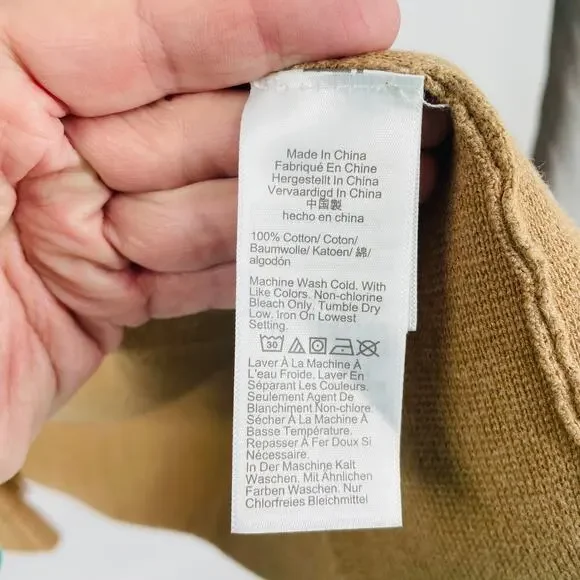 Made In China
Fabriqué En Chine
Hergestellt In China
Vervaardigd In China
中国製
hecho en china
100% Cotton/ Coton/
Baumwolle/ Katoen/ 綿/
algodón
Machine Wash Cold. With
Like Colors. Non-chlorine
Bleach Only. Tumble Dry
Low. Iron On Lowest
Setting.
30
Laver À La Machine À
L'eau Froide. Laver En
Séparant Les Couleurs.
Seulement Agent De
Blanchiment Non-chlore.
Sécher À La Machine À
Basse Température.
Repasser À Fer Doux Si
Nécessaire.
In Der Maschine Kalt
Waschen. Mit Ähnlichen
Farben Waschen. Nur
Chlorfreies Bleichmittel